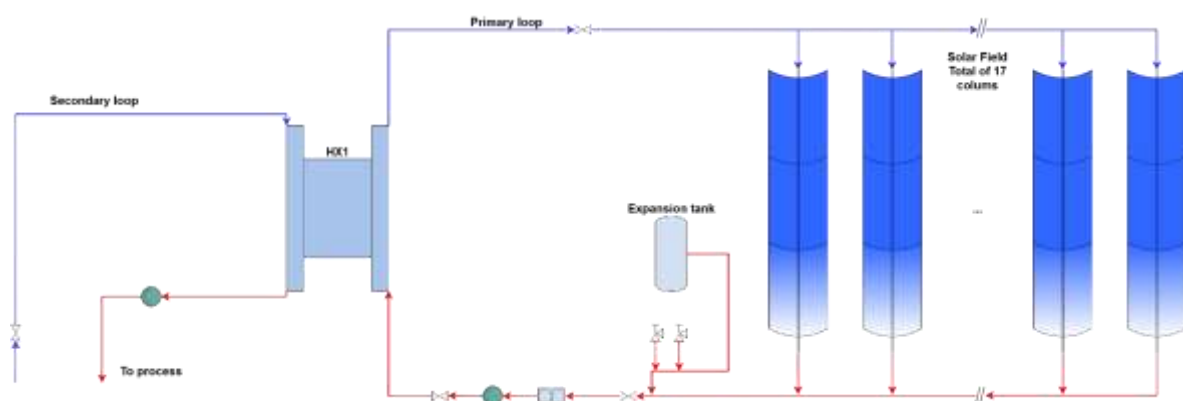 Primary loop
Solar Field
Total of 17
colums
Secondary loop
HX1
Expansion tank
...
To process